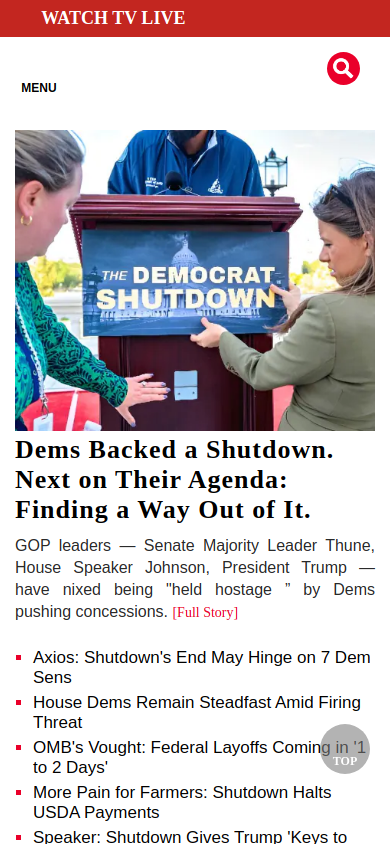 WATCH TV LIVE
MENU
THE DEMOCRAT
SHUTDOWN
Dems Backed a Shutdown.
Next on Their Agenda:
Finding a Way Out of It.
GOP leaders — Senate Majority Leader Thune,
House Speaker Johnson, President Trump —
have nixed being "held hostage ” by Dems
pushing concessions. [Full Story]
Axios: Shutdown's End May Hinge on 7 Dem
Sens
House Dems Remain Steadfast Amid Firing
Threat
OMB's Vought: Federal Layoffs Coming in '1
to 2 Days'
TOP
More Pain for Farmers: Shutdown Halts
USDA Payments
Speaker: Shutdown Gives Trump 'Keys to